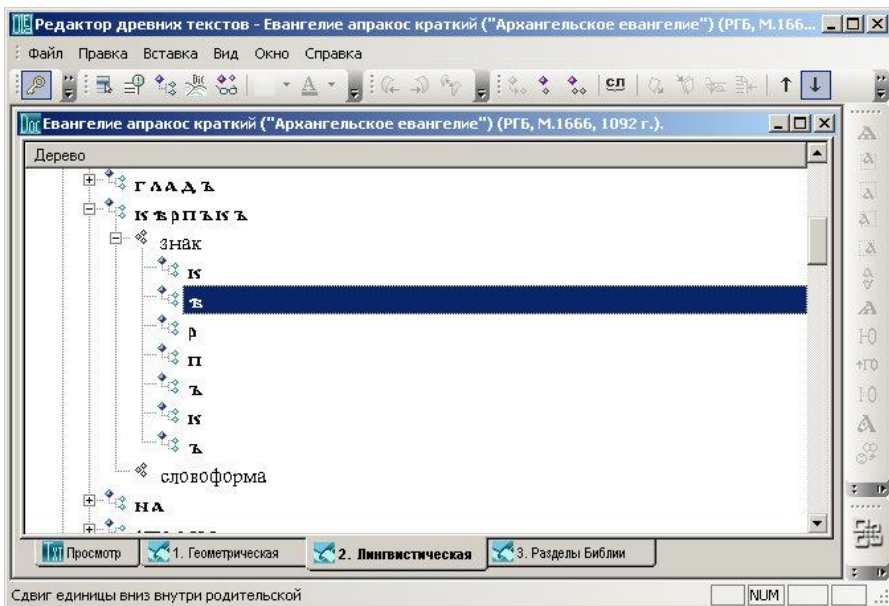 Редактор древних текстов - Евангелие апракос краткий ("Архангельское евангелие") (РГБ, М.166...
Файл Правка Вставка Вид Окно Справка
сл
Евангелие апракос краткий ("Архангельское евангелие") (РГБ, М.1666, 1092 г.).
Дерево
гладъ
кѣрпъкъ
знак
к
ѣ
р
п
ъ
к
ъ
словоформа
на
Просмотр 1. Геометрическая 2. Лингвистическая 3. Разделы Библии
Сдвиг единицы вниз внутри родительской NUM